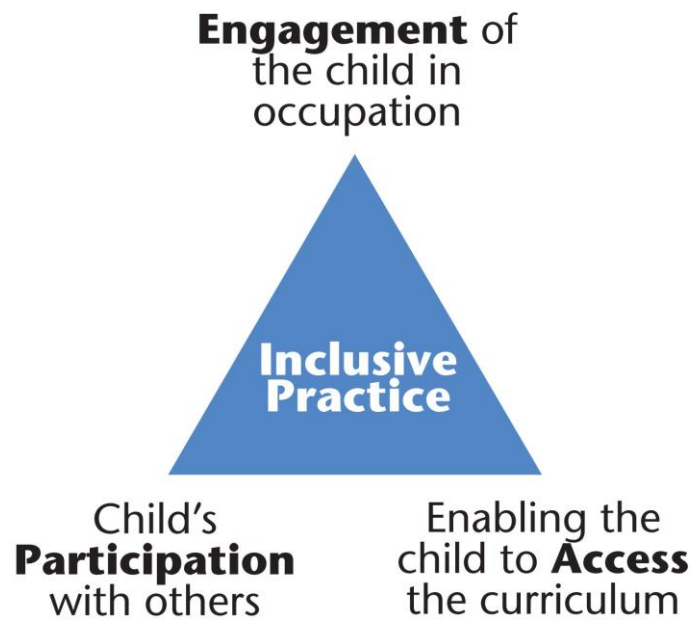 Engagement of
the child in
occupation
Inclusive
Practice
Child’s
Participation
with others
Enabling the
child to Access
the curriculum